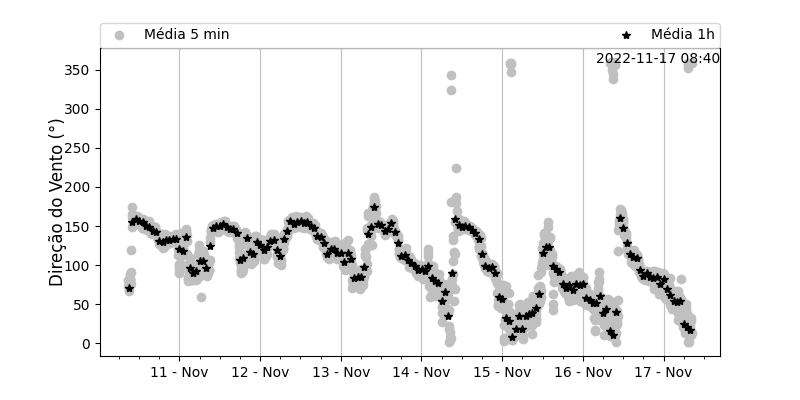 Média 5 min
Média 1h
2022-11-17 08:40
Direção do Vento (°)
350
300
250
200
150
100
50
0
11 - Nov
12 - Nov
13 - Nov
14 - Nov
15 - Nov
16 - Nov
17 - Nov